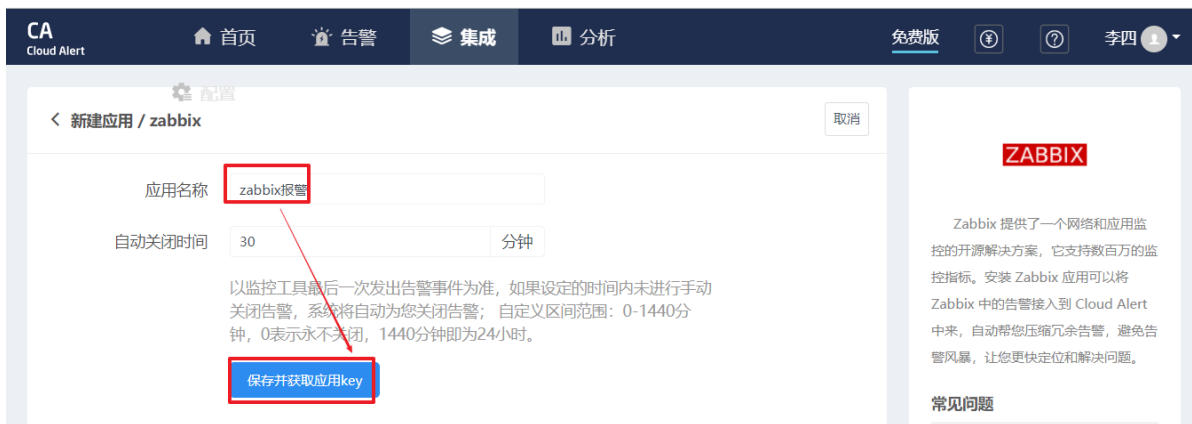 CA
Cloud Alert
首页
告警
集成
分析
免费版
李四
配置
新建应用 / zabbix
取消
应用名称
zabbix报警
自动关闭时间
30
分钟
以监控工具最后一次发出告警事件为准，如果设定的时间内未进行手动
关闭告警，系统将自动为您关闭告警； 自定义区间范围：0-1440分
钟，0表示永不关闭，1440分钟即为24小时。
保存并获取应用key
ZABBIX
Zabbix 提供了一个网络和应用监
控的开源解决方案，它支持数百万的监
控指标。安装 Zabbix 应用可以将
Zabbix 中的告警接入到 Cloud Alert
中来，自动帮您压缩冗余告警，避免告
警风暴，让您更快定位和解决问题。
常见问题